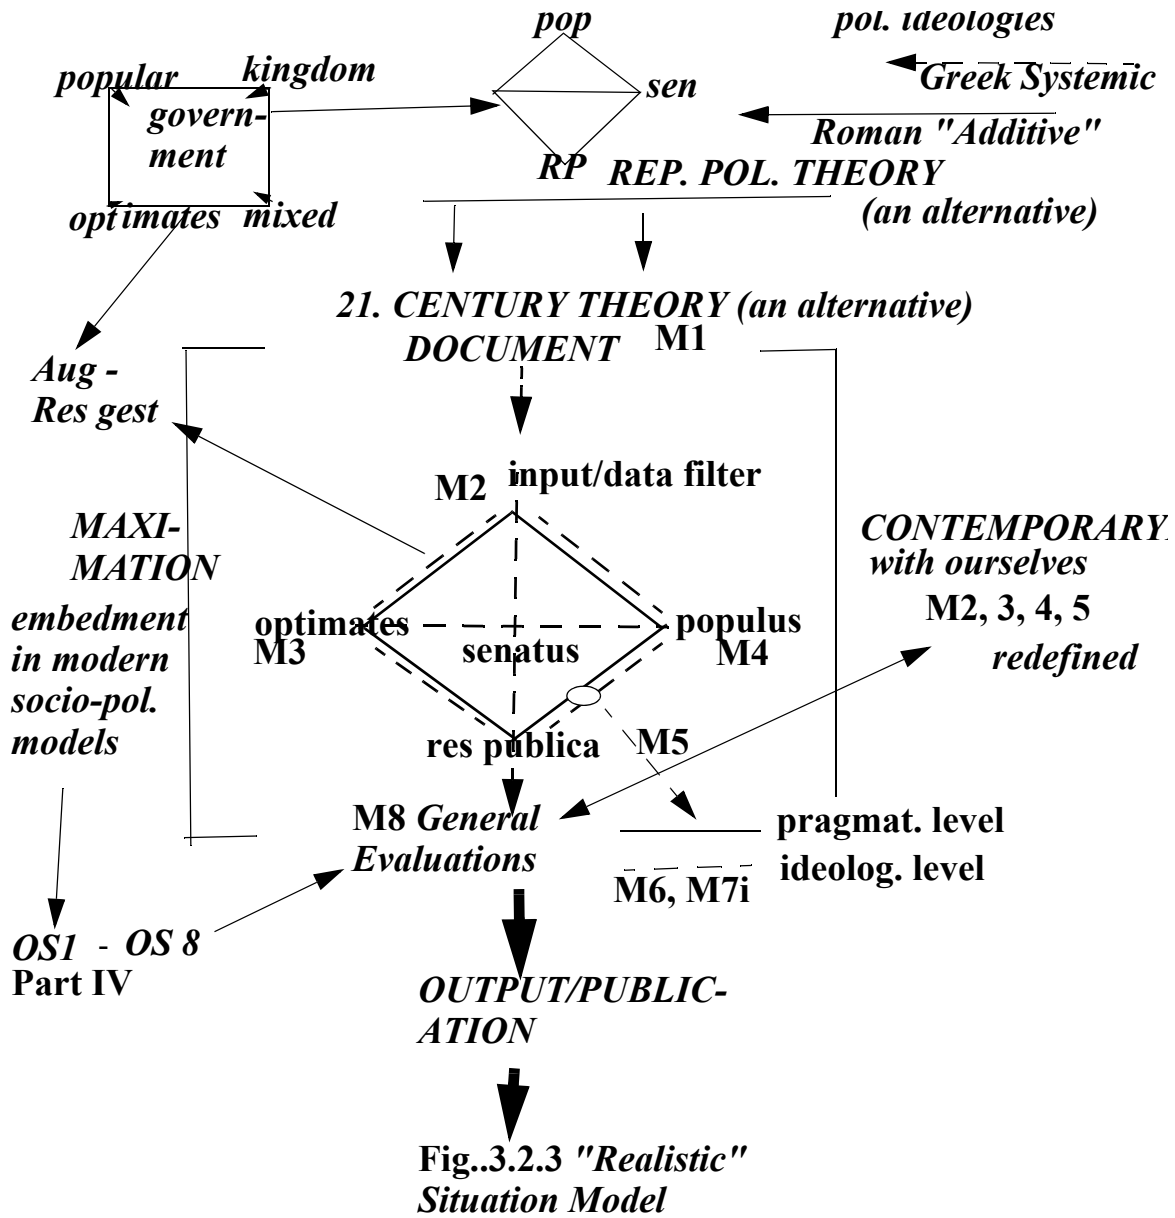 pop
pol. ideologies
popular
kingdom
sen
Greek Systemic
govern-
ment
Roman "Additive"
RP
REP. POL. THEORY
optimates
mixed
(an alternative)
21. CENTURY THEORY (an alternative)
DOCUMENT
M1
Aug -
Res gest
M2
input/data filter
MAXI-
MATION
CONTEMPORARY.
with ourselves
M2, 3, 4, 5
redefined
embedment
in modern
socio-pol.
models
optimates
M3
senatus
populus
M4
res publica
M5
M8 General
Evaluations
pragmat. level
ideolog. level
M6, M7i
OS1 - OS 8
Part IV
OUTPUT/PUBLIC-
ATION
Fig..3.2.3 "Realistic"
Situation Model